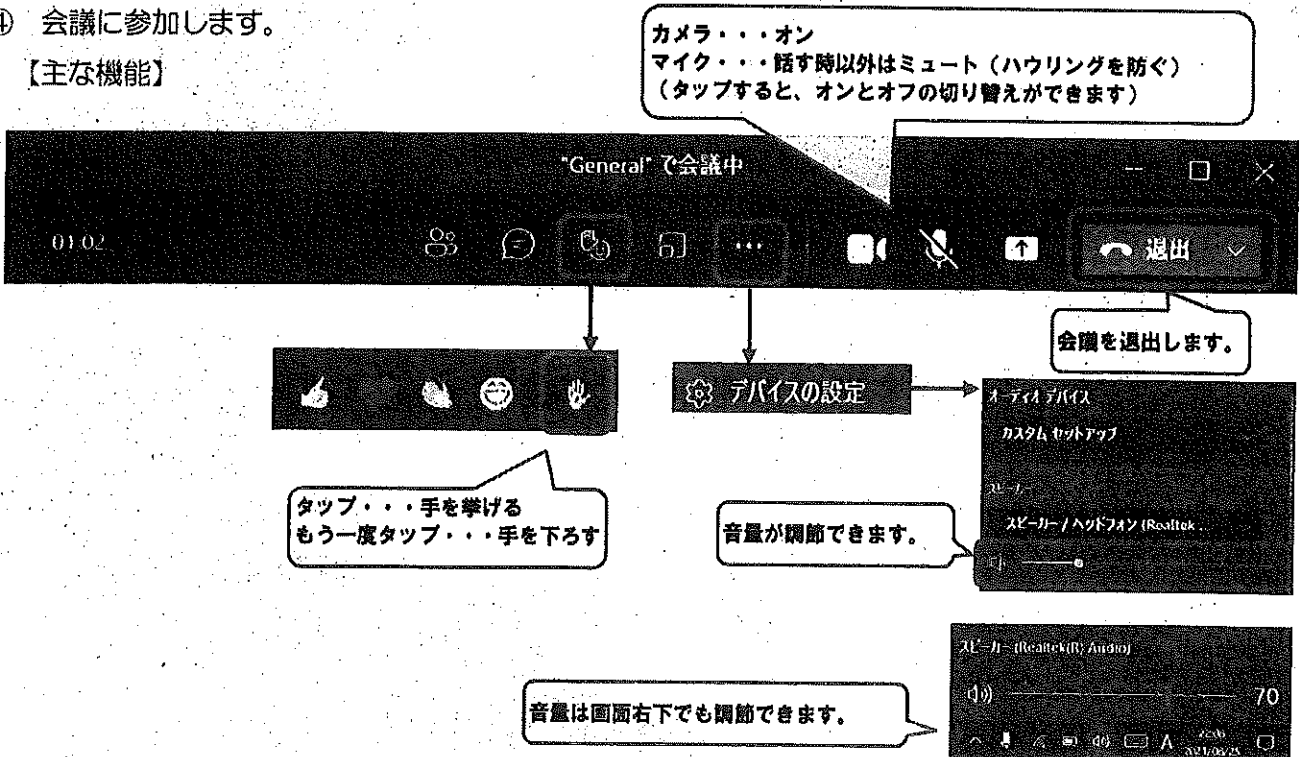 ④ 会議に参加します。
【主な機能】
カメラ・・・オン
マイク・・・話す時以外はミュート（ハウリングを防ぐ）
（タップすると、オンとオフの切り替えができます）
"General" で会議中
01:02
退出
会議を退出します。
デバイスの設定
オーディオ デバイス
カスタム セットアップ
スピーカー
スピーカー / ヘッドフォン (Realtek ...
タップ・・・手を挙げる
もう一度タップ・・・手を下ろす
音量が調節できます。
スピーカー (Realtek(R) Audio)
70
音量は画面右下でも調節できます。
A
2021/08/25